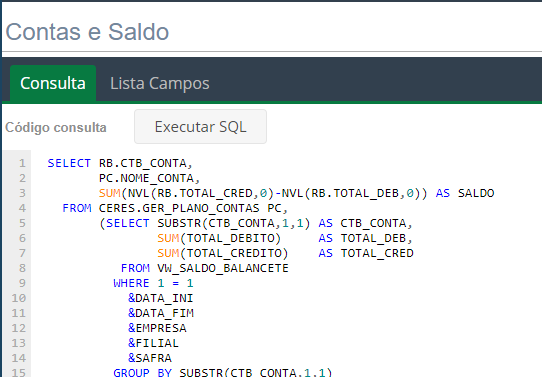 Contas e Saldo
Consulta Lista Campos
Código consulta Executar SQL
1 SELECT RB.CTB_CONTA,
2 PC.NOME_CONTA,
3 SUM(NVL(RB.TOTAL_CRED,0)-NVL(RB.TOTAL_DEB,0)) AS SALDO
4 FROM CERES.GER_PLANO_CONTAS PC,
5 (SELECT SUBSTR(CTB_CONTA,1,1) AS CTB_CONTA,
6 SUM(TOTAL_DEBITO) AS TOTAL_DEB,
7 SUM(TOTAL_CREDITO) AS TOTAL_CRED
8 FROM VW_SALDO_BALANCETE
9 WHERE 1 = 1
10 &DATA_INI
11 &DATA_FIM
12 &EMPRESA
13 &FILIAL
14 &SAFRA
15 GROUP BY SUBSTR(CTB_CONTA,1,1)